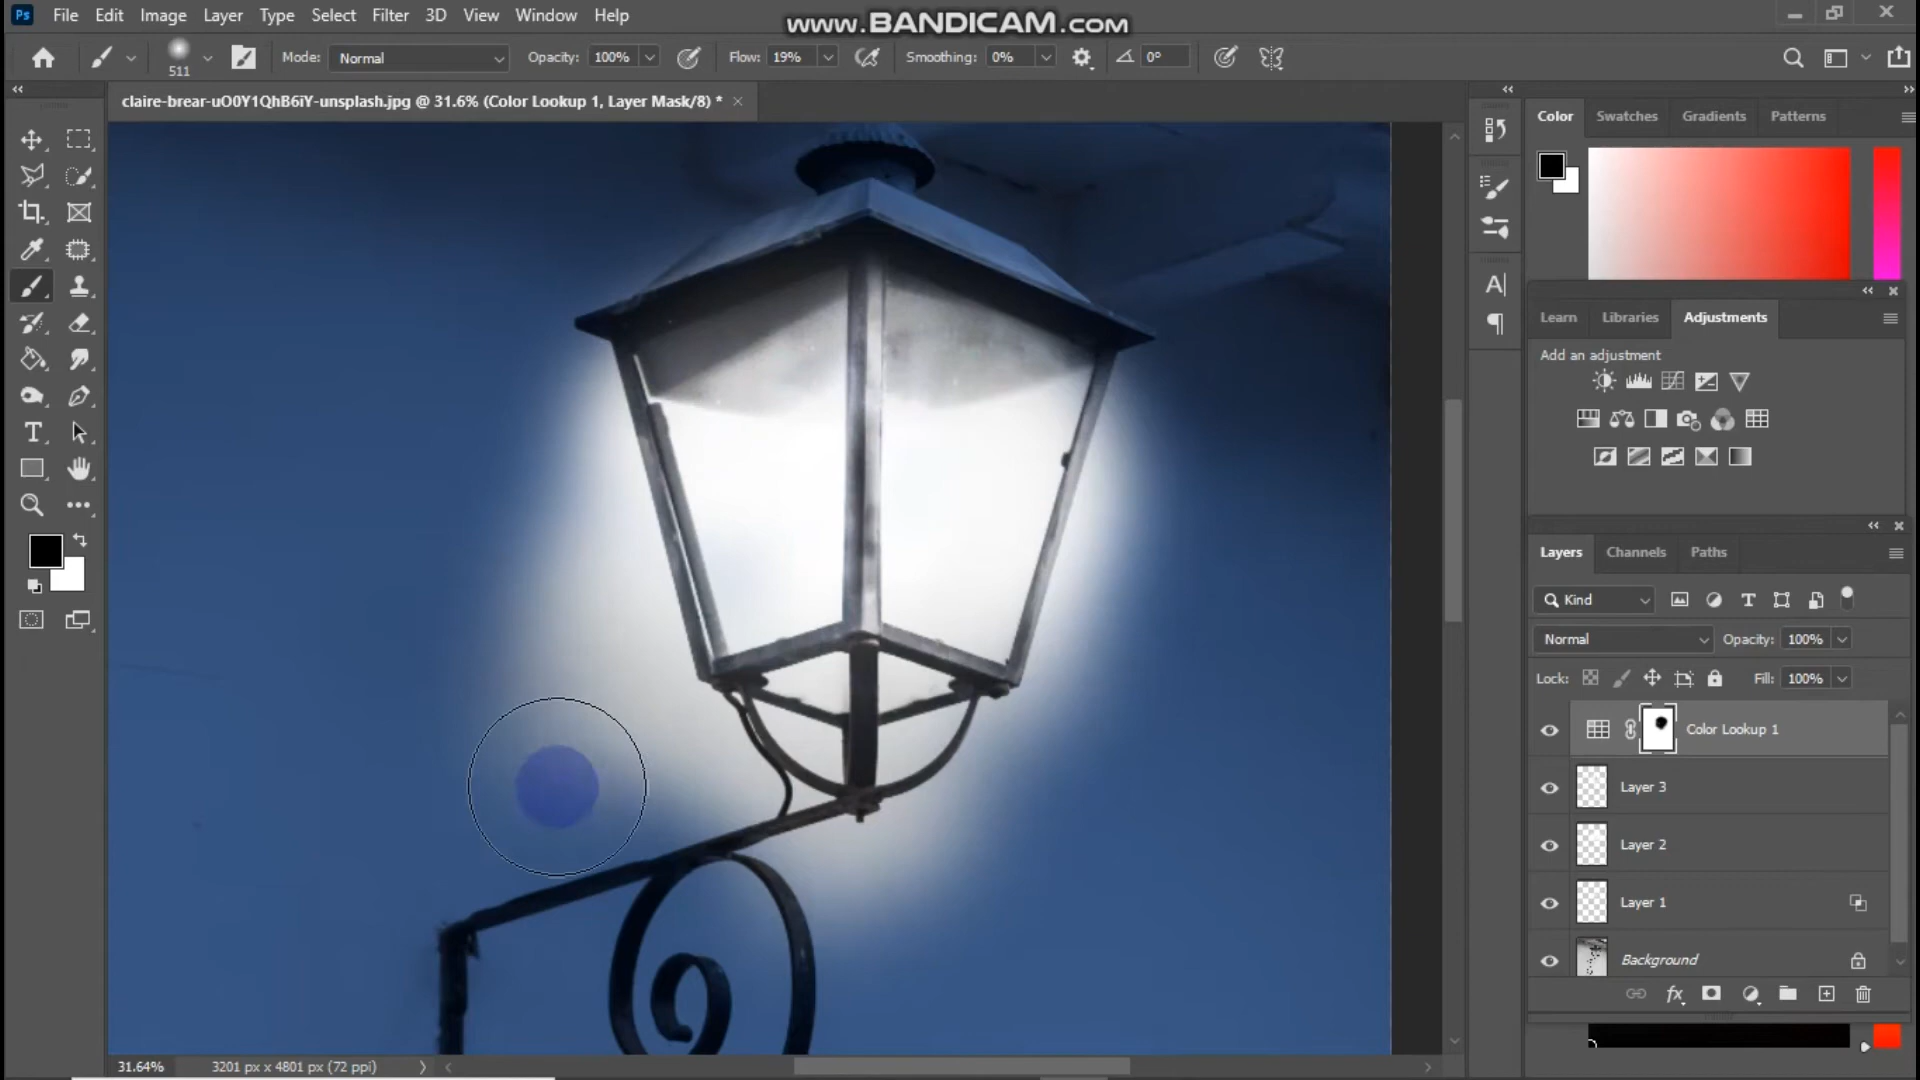 Ps File Edit Image Layer Type Select Filter 3D View Window Help
www.BANDICAM.com
511 Mode: Normal Opacity: 100% Flow: 19% Smoothing: 0% 0°
claire-brear-uO0Y1QhB6iY-unsplash.jpg @ 31.6% (Color Lookup 1, Layer Mask/8) *
Color Swatches Gradients Patterns
Learn Libraries Adjustments
Add an adjustment
Layers Channels Paths
Kind
Normal Opacity: 100%
Lock: Fill: 100%
Color Lookup 1
Layer 3
Layer 2
Layer 1
Background
fx
31.64% 3201 px x 4801 px (72 ppi)